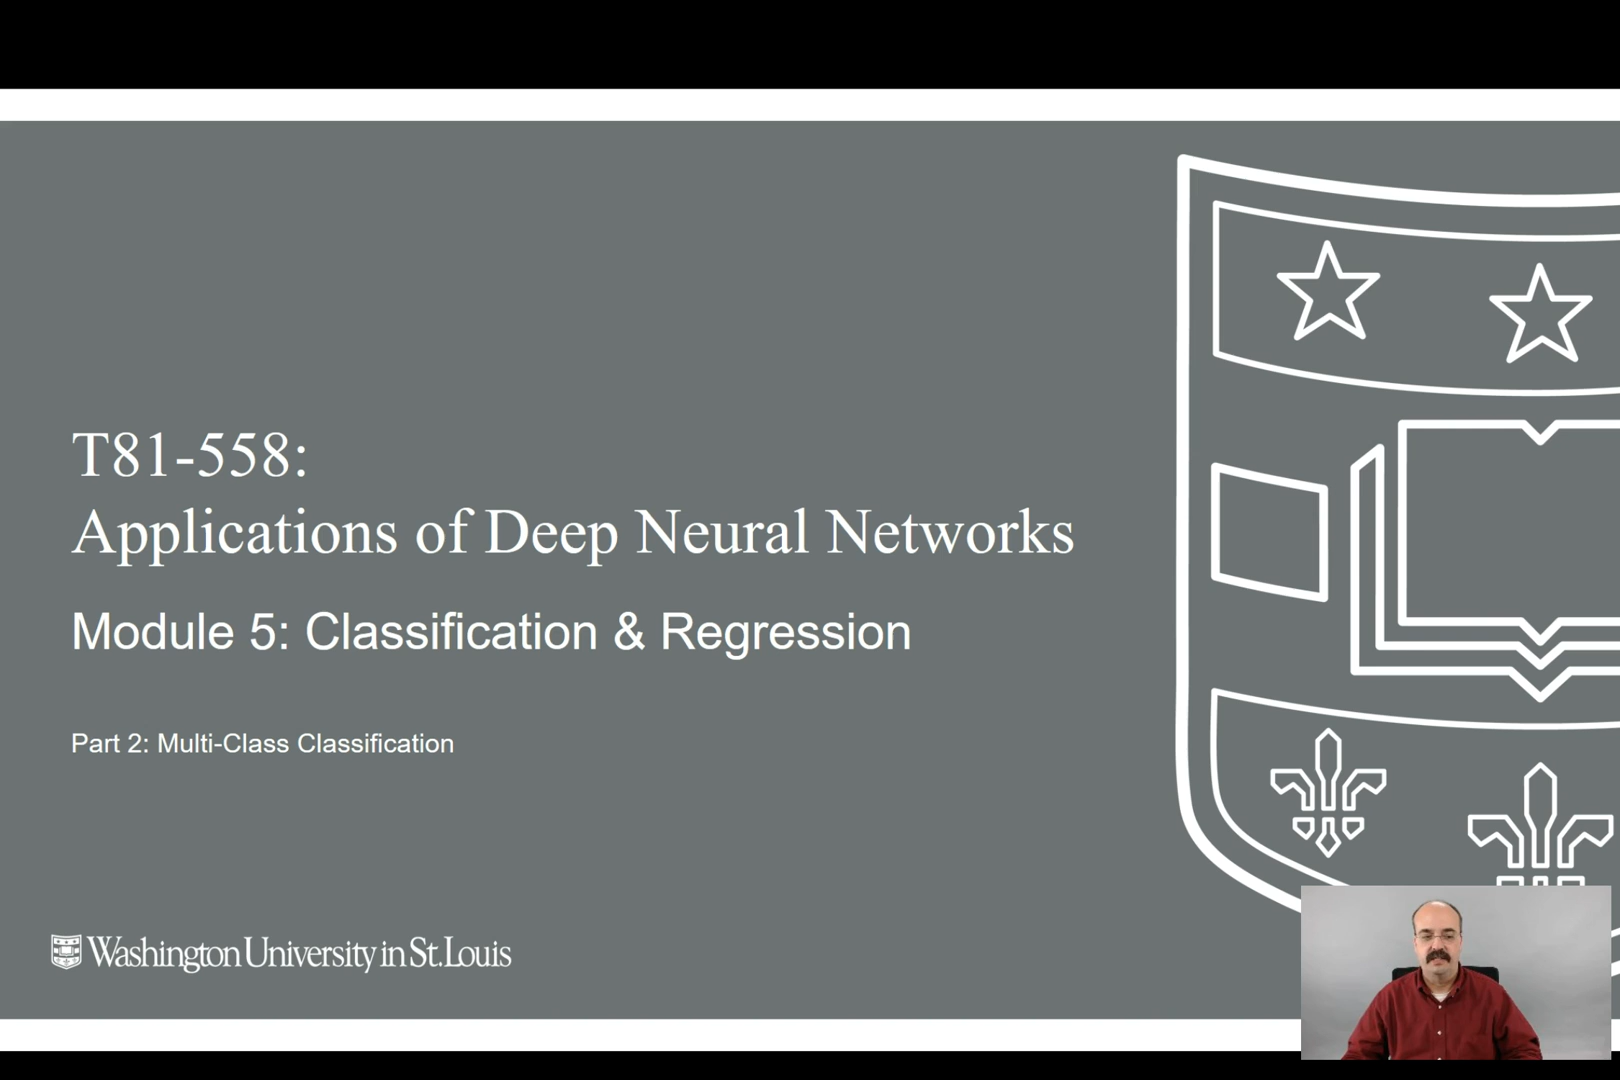 T81-558:
Applications of Deep Neural Networks
Module 5: Classification & Regression
Part 2: Multi-Class Classification
Washington University in St. Louis